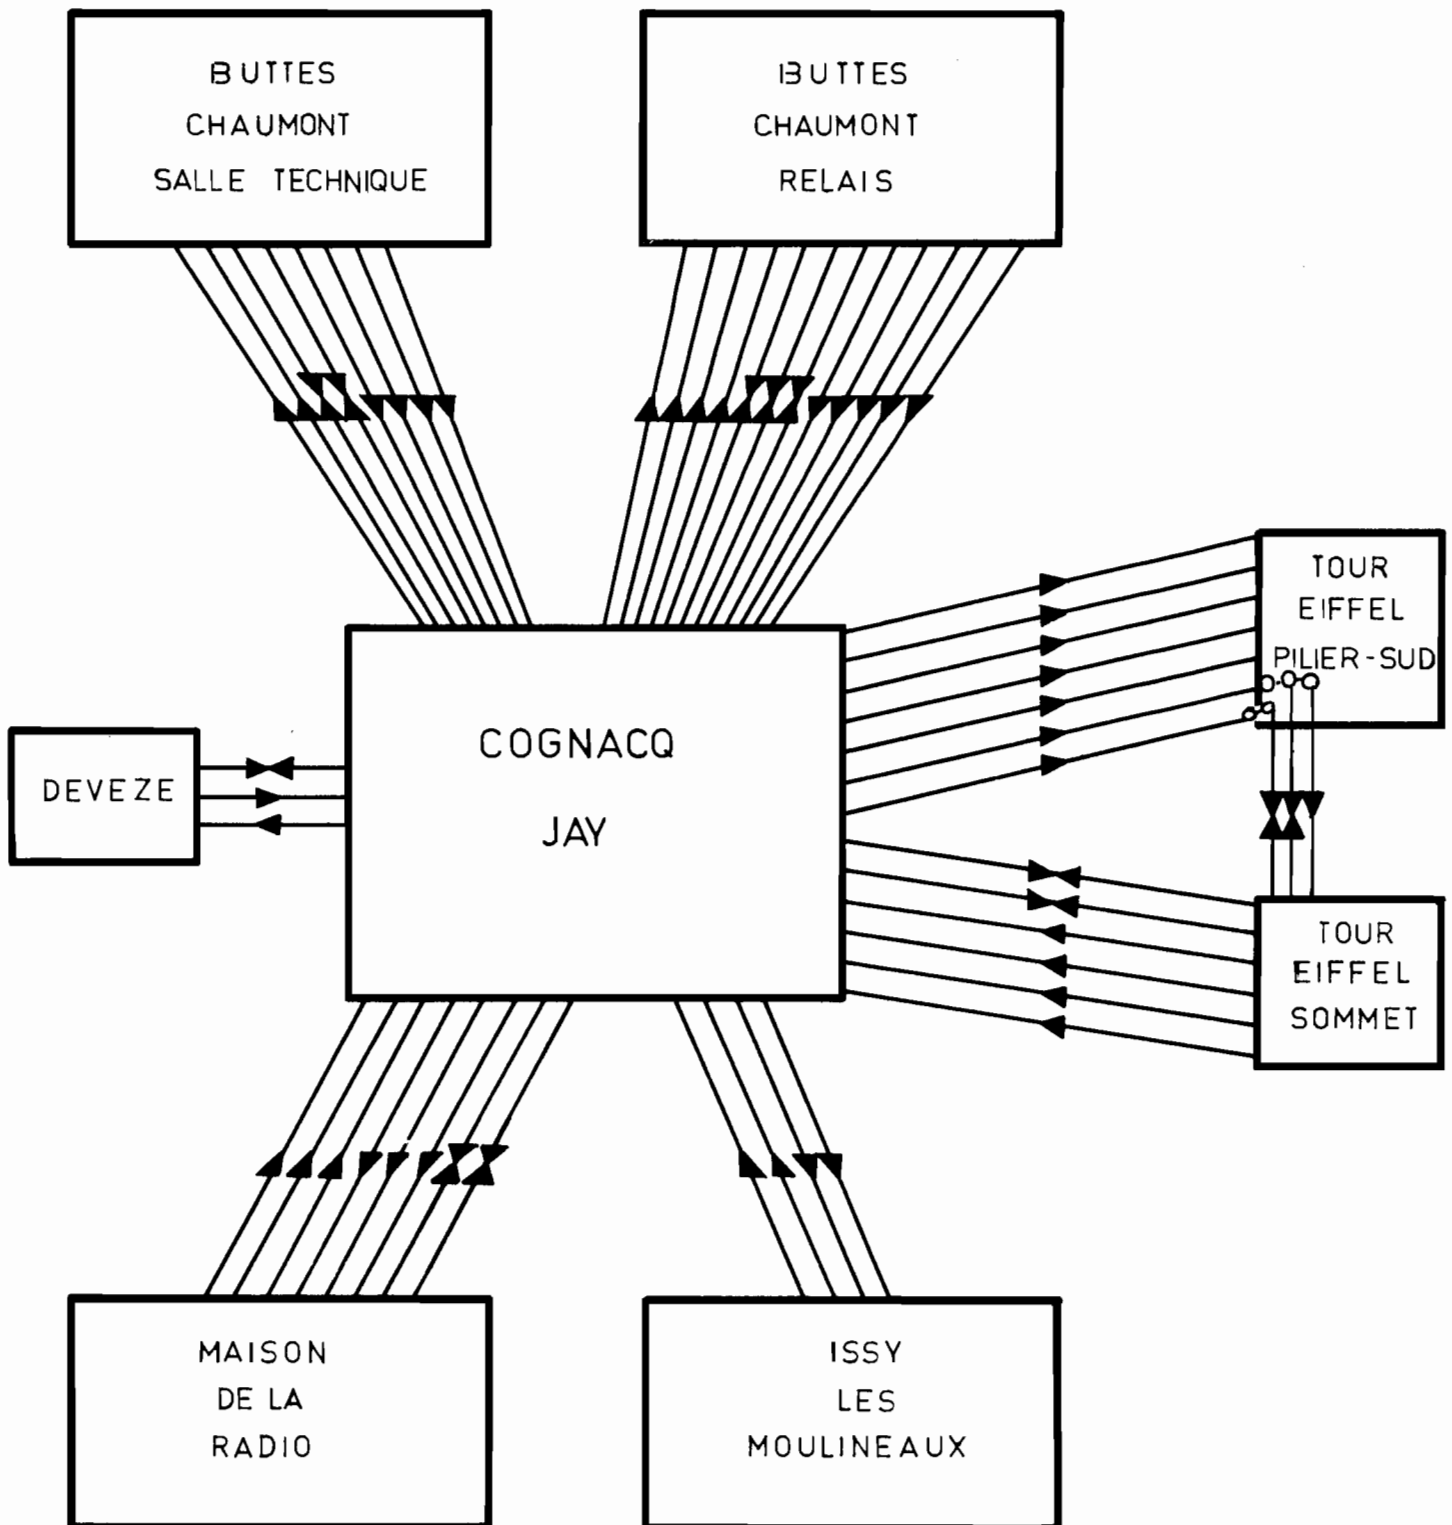 BUTTES
CHAUMONT
SALLE TECHNIQUE
BUTTES
CHAUMONT
RELAIS
TOUR
EIFFEL
PILIER-SUD
COGNACQ
JAY
DEVEZE
TOUR
EIFFEL
SOMMET
MAISON
DE LA
RADIO
ISSY
LES
MOULINEAUX